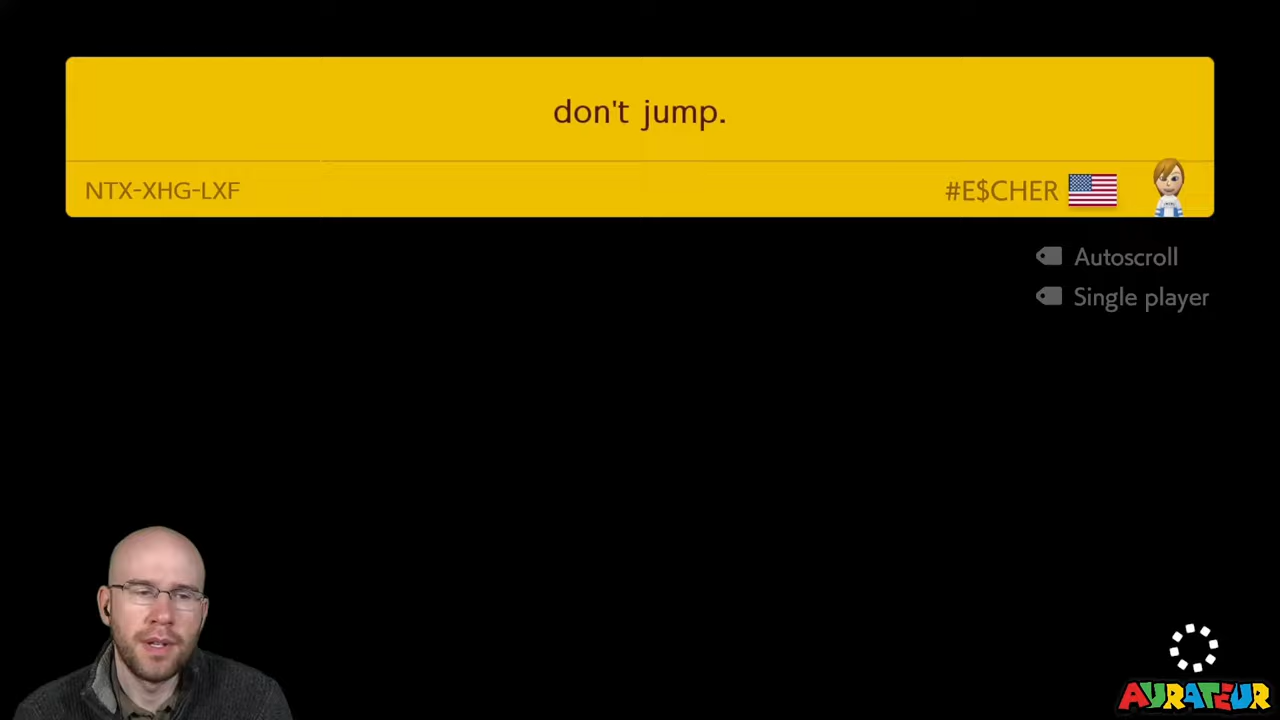 don't jump.
NTX-XHG-LXF
#E$CHER
Autoscroll
Single player
AURATEUR